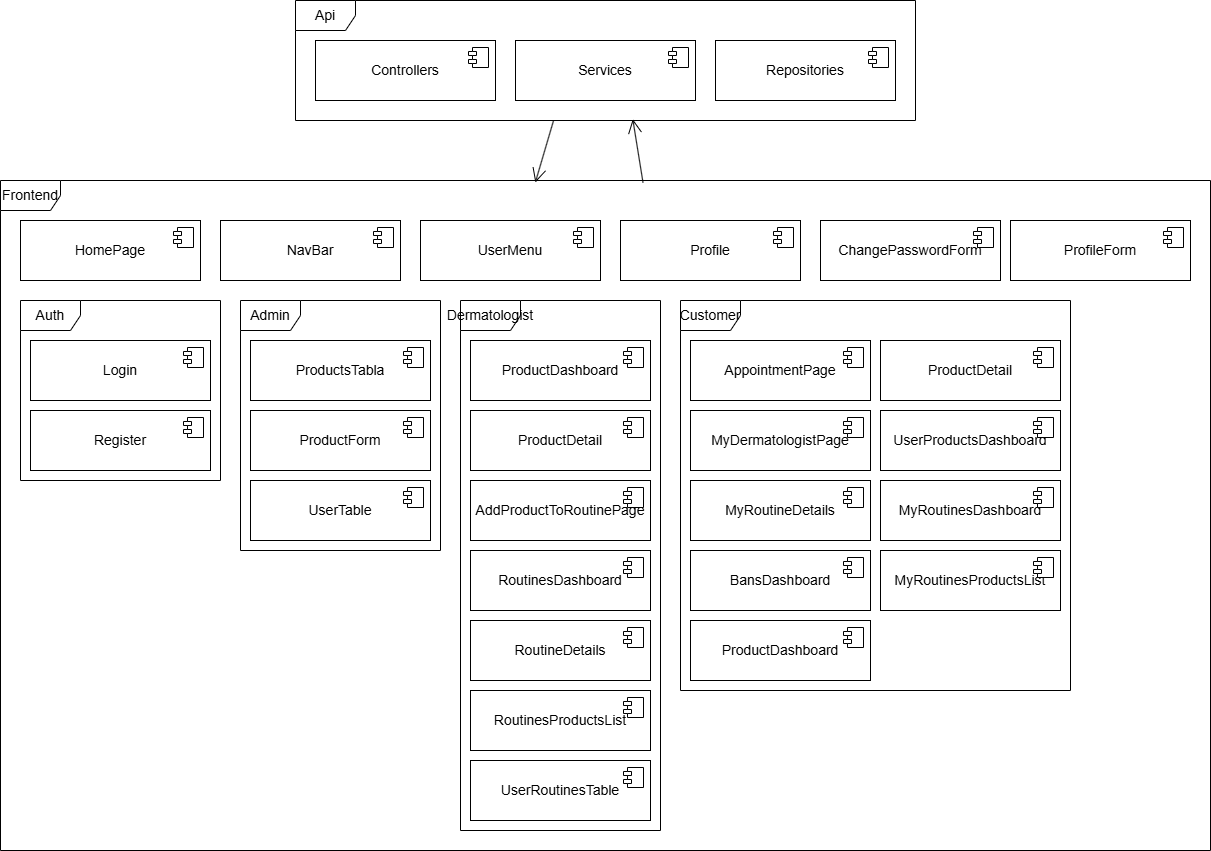 Api
Controllers
Services
Repositories
Frontend
HomePage
NavBar
UserMenu
Profile
ChangePasswordForm
ProfileForm
Auth
Login
Register
Admin
ProductsTabla
ProductForm
UserTable
Dermatologist
ProductDashboard
ProductDetail
AddProductToRoutinePage
RoutinesDashboard
RoutineDetails
RoutinesProductsList
UserRoutinesTable
Customer
AppointmentPage
ProductDetail
MyDermatologistPage
UserProductsDashboard
MyRoutineDetails
MyRoutinesDashboard
BansDashboard
MyRoutinesProductsList
ProductDashboard